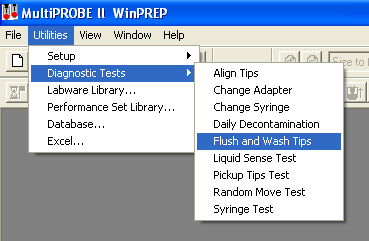 MultiPROBE II WinPREP
File Utilities View Window Help
Size to
Setup
Diagnostic Tests
Labware Library...
Performance Set Library...
Database...
Excel...
Align Tips
Change Adapter
Change Syringe
Daily Decontamination
Flush and Wash Tips
Liquid Sense Test
Pickup Tips Test
Random Move Test
Syringe Test